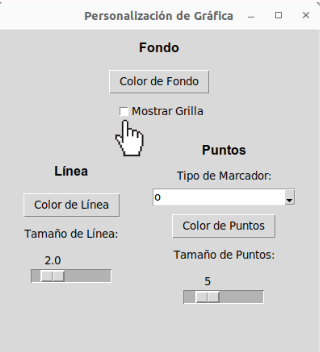 Personalización de Gráfica
Fondo
Color de Fondo
Mostrar Grilla
Línea
Color de Línea
Tamaño de Línea:
2.0
Puntos
Tipo de Marcador:
o
Color de Puntos
Tamaño de Puntos:
5